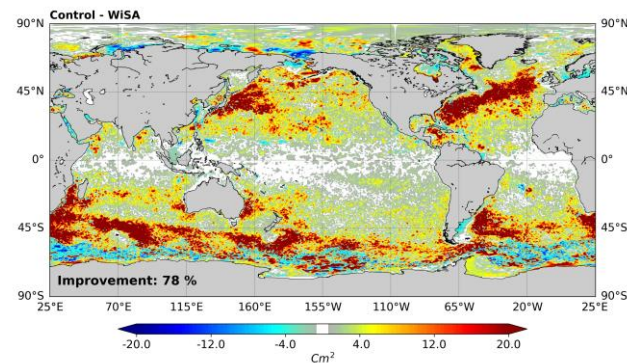 Control - WiSA
90°N
90°N
45°N
45°N
0°
0°
45°S
45°S
Improvement: 78 %
90°S
90°S
25°E 70°E 115°E 160°E 155°W 110°W 65°W 20°W 25°E
-20.0 -12.0 -4.0 4.0 12.0 20.0
Cm²